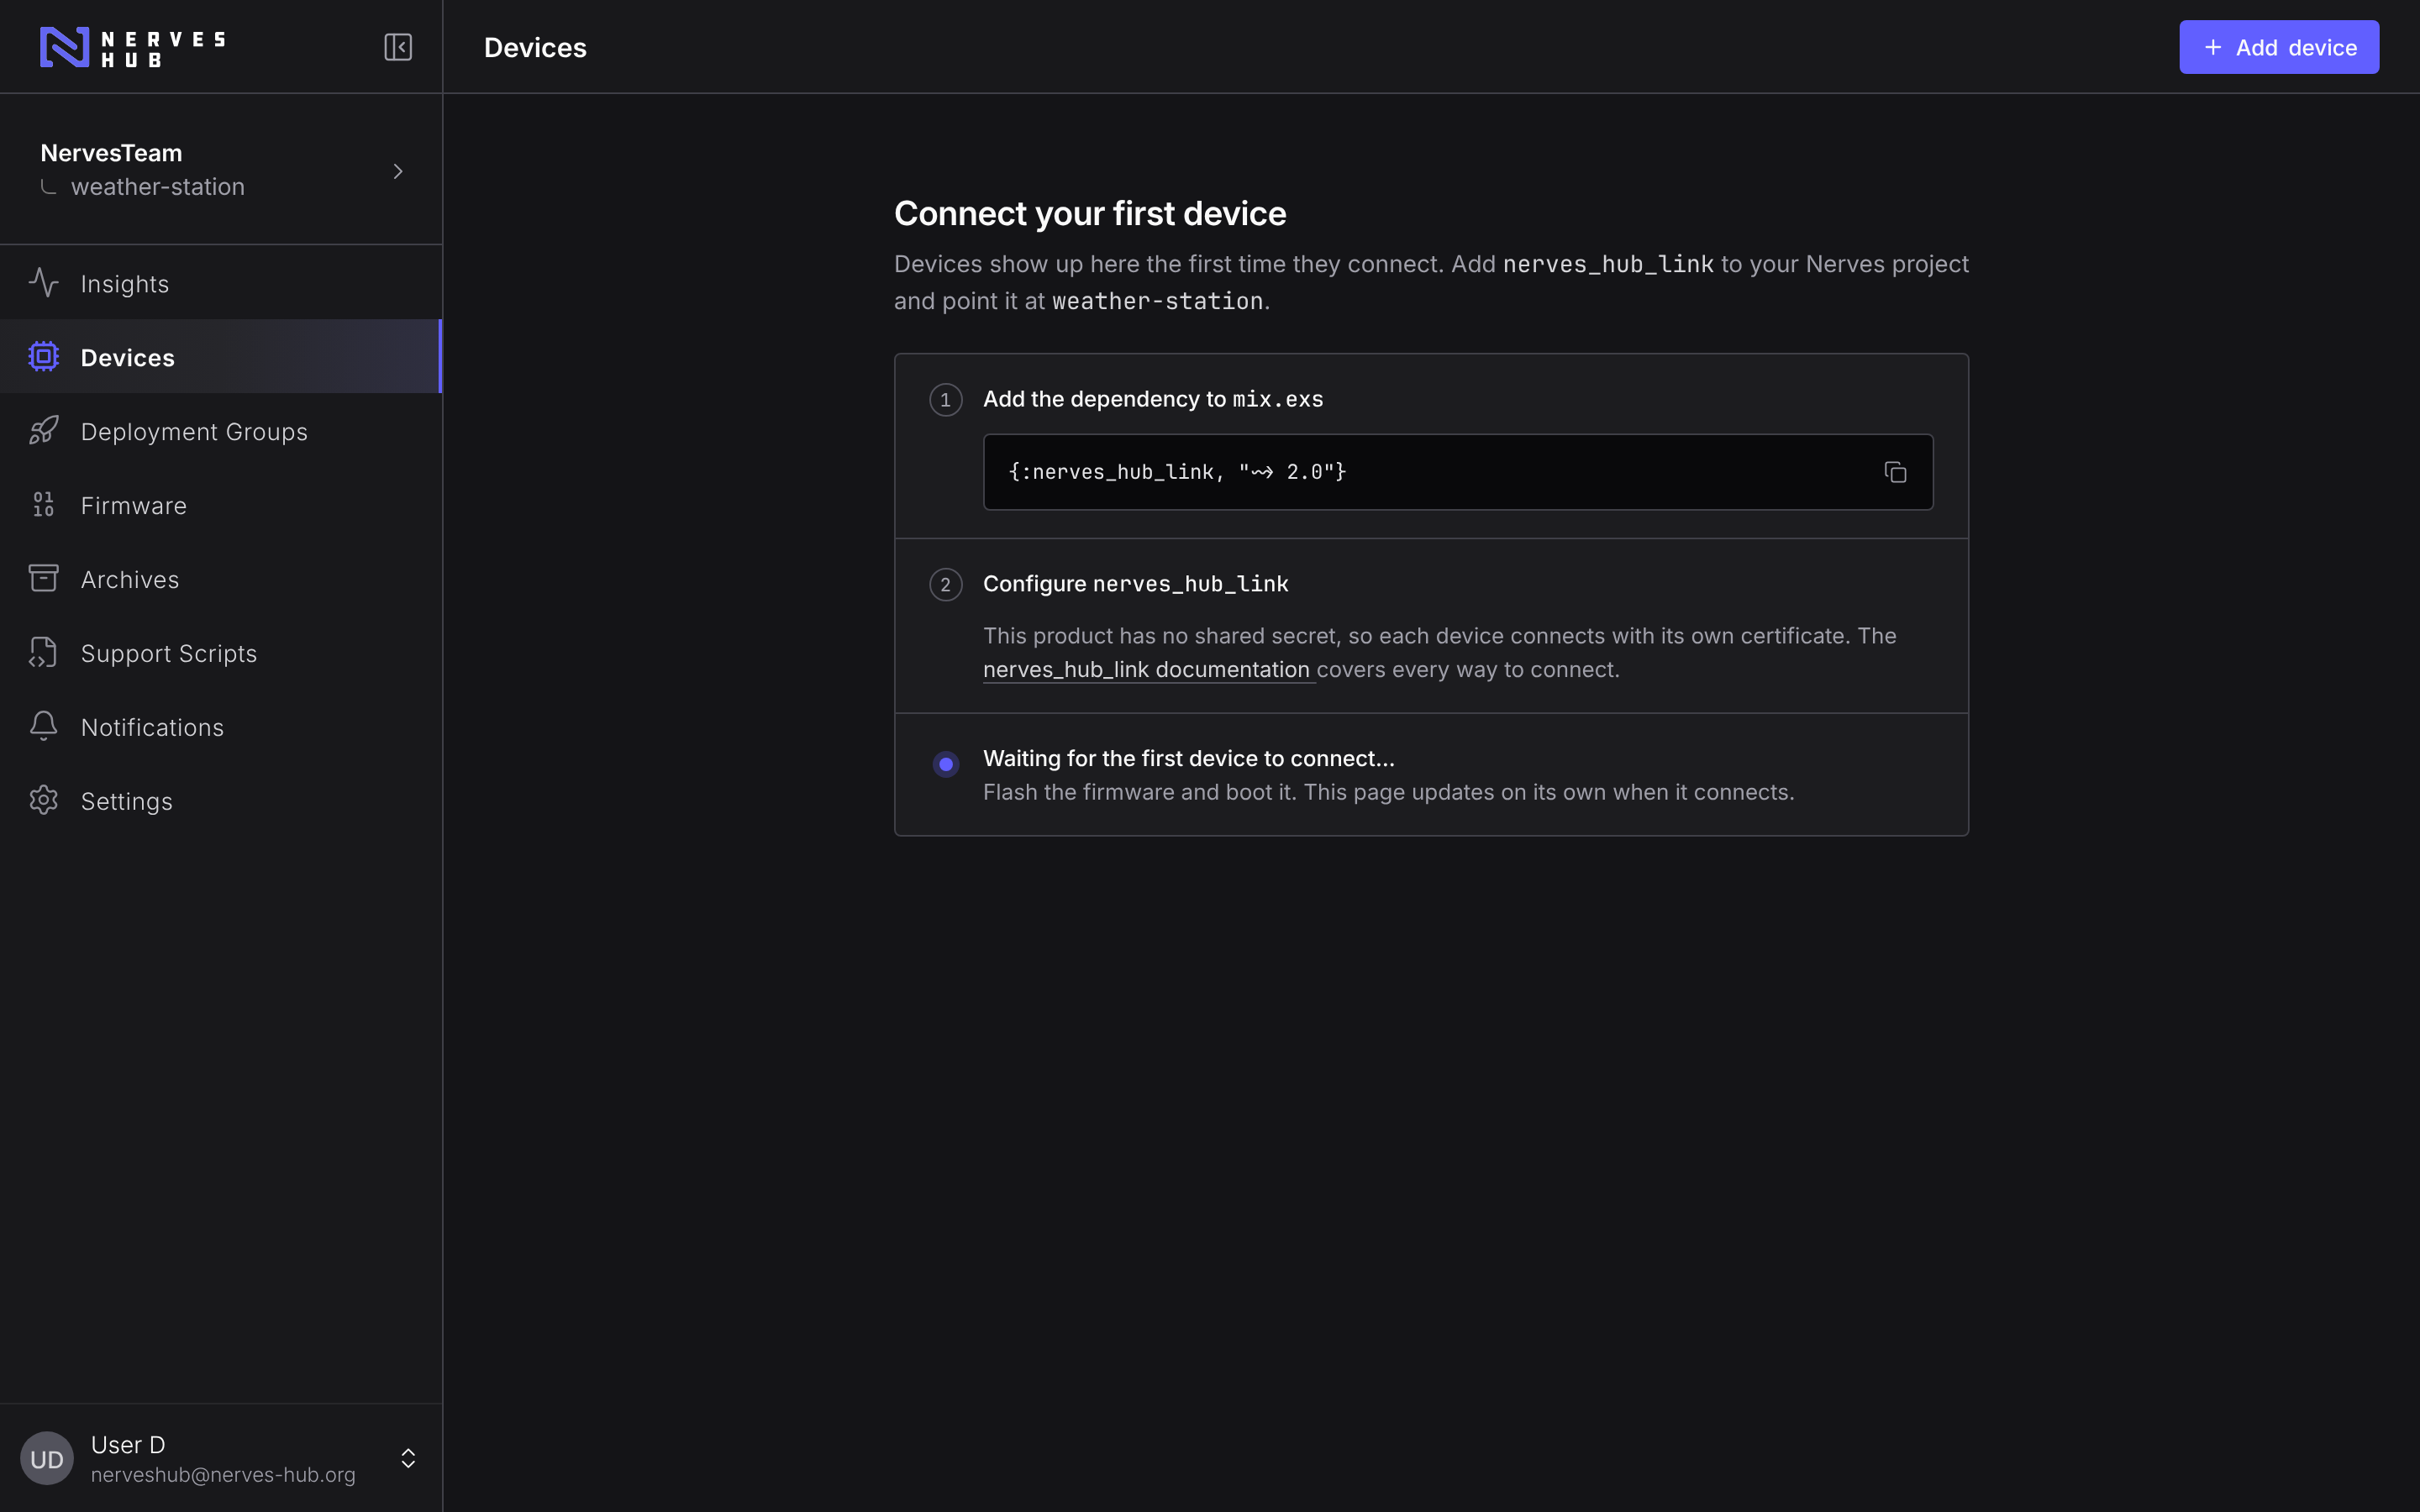 NERVES
HUB
Devices
+ Add device
NervesTeam
weather-station
Insights
Devices
Deployment Groups
0110 Firmware
Archives
Support Scripts
Notifications
Settings
Connect your first device
Devices show up here the first time they connect. Add nerves_hub_link to your Nerves project
and point it at weather-station.
1 Add the dependency to mix.exs
{:nerves_hub_link, "~> 2.0"}
2 Configure nerves_hub_link
This product has no shared secret, so each device connects with its own certificate. The
nerves_hub_link documentation covers every way to connect.
Waiting for the first device to connect...
Flash the firmware and boot it. This page updates on its own when it connects.
UD
User D
nerveshub@nerves-hub.org